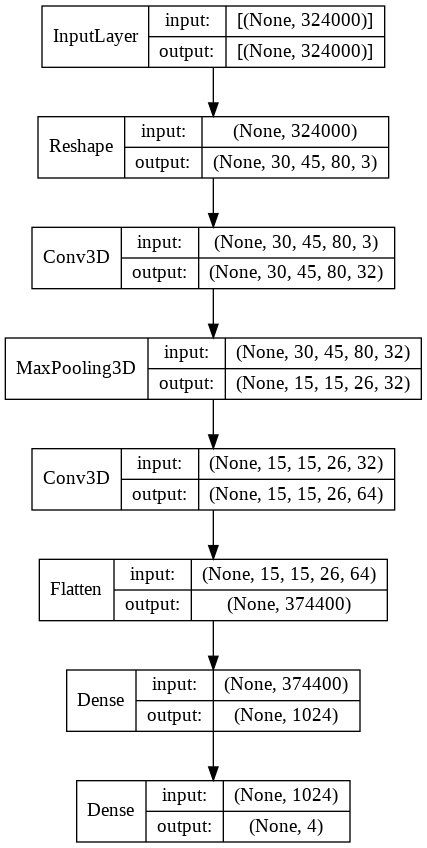 InputLayer
input: [(None, 324000)]
output: [(None, 324000)]
Reshape
input: (None, 324000)
output: (None, 30, 45, 80, 3)
Conv3D
input: (None, 30, 45, 80, 3)
output: (None, 30, 45, 80, 32)
MaxPooling3D
input: (None, 30, 45, 80, 32)
output: (None, 15, 15, 26, 32)
Conv3D
input: (None, 15, 15, 26, 32)
output: (None, 15, 15, 26, 64)
Flatten
input: (None, 15, 15, 26, 64)
output: (None, 374400)
Dense
input: (None, 374400)
output: (None, 1024)
Dense
input: (None, 1024)
output: (None, 4)